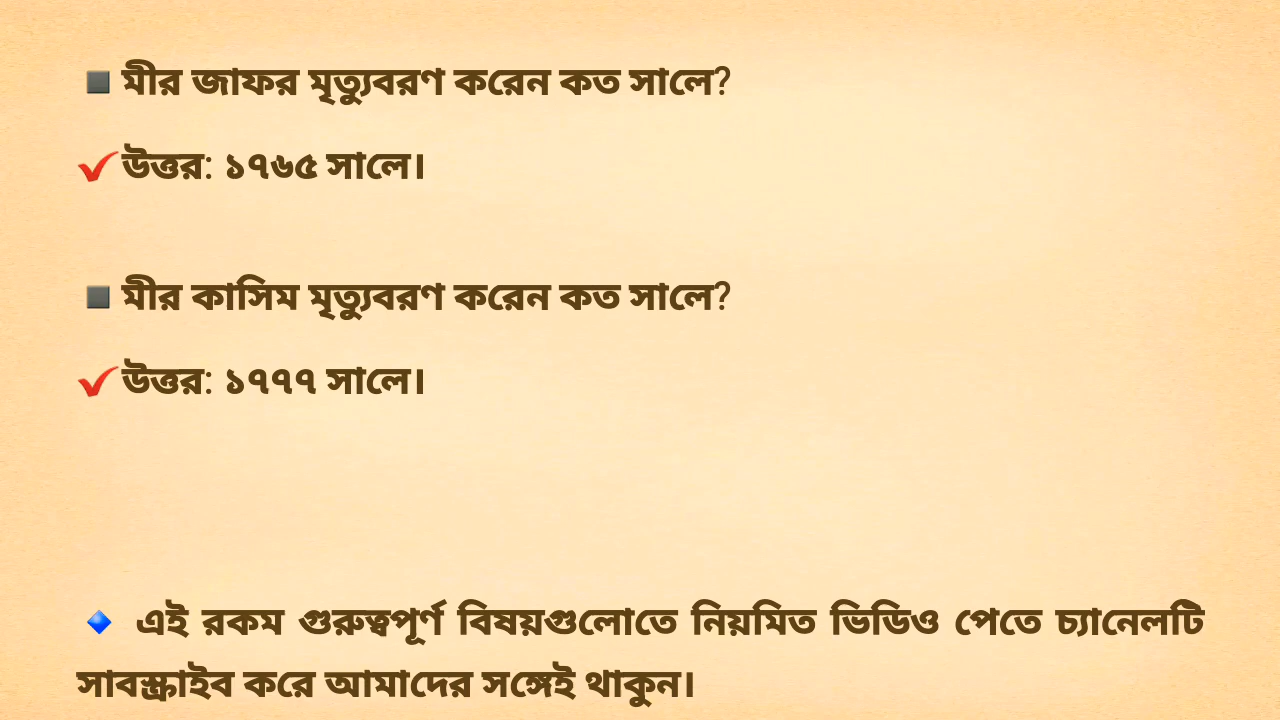 ◾মীর জাফর মৃত্যুবরণ করেন কত সালে?
✔উত্তর: ১৭৬৫ সালে।
◾মীর কাসিম মৃত্যুবরণ করেন কত সালে?
✔উত্তর: ১৭৭৭ সালে।
🔹 এই রকম গুরুত্বপূর্ণ বিষয়গুলোতে নিয়মিত ভিডিও পেতে চ্যানেলটি
সাবস্ক্রাইব করে আমাদের সঙ্গেই থাকুন।